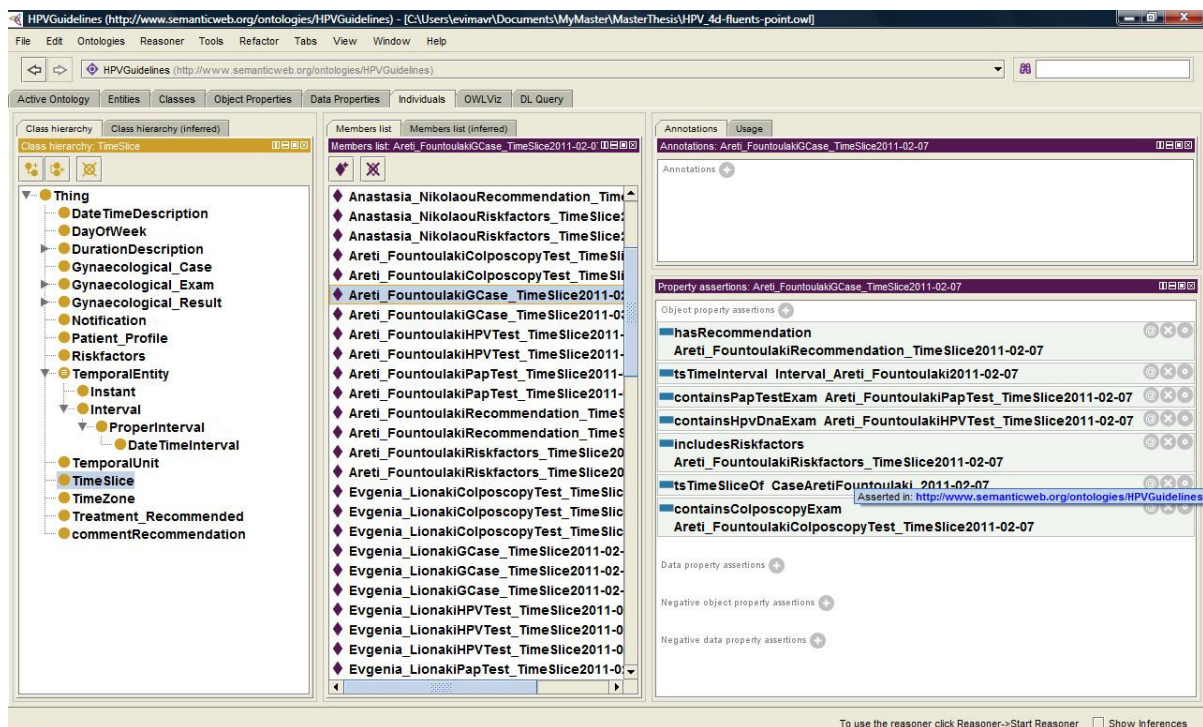 HPVGuidelines (http://www.semanticweb.org/ontologies/HPVGuidelines) - [C:\Users\evimavr\Documents\MyMaster\MasterThesis\HPV_4d-fluents-point.owl]
File Edit Ontologies Reasoner Tools Refactor Tabs View Window Help
HPVGuidelines (http://www.semanticweb.org/ontologies/HPVGuidelines)
Active Ontology Entities Classes Object Properties Data Properties Individuals OWLViz DL Query
Class hierarchy Class hierarchy (inferred)
Class hierarchy: TimeSlice
Thing
DateTimeDescription
DayOfWeek
DurationDescription
Gynaecological_Case
Gynaecological_Exam
Gynaecological_Result
Notification
Patient_Profile
Riskfactors
TemporalEntity
Instant
Interval
ProperInterval
DateTimeInterval
TemporalUnit
TimeSlice
TimeZone
Treatment_Recommended
commentRecommendation
Members list Members list (inferred)
Members list: Areti_FountoulakiGCase_TimeSlice2011-02-0
Anastasia_NikolaouRecommendation_Time
Anastasia_NikolaouRiskfactors_TimeSlice2
Anastasia_NikolaouRiskfactors_TimeSlice2
Areti_FountoulakiColposcopyTest_TimeSli
Areti_FountoulakiColposcopyTest_TimeSli
Areti_FountoulakiGCase_TimeSlice2011-02
Areti_FountoulakiGCase_TimeSlice2011-03
Areti_FountoulakiHPVTest_TimeSlice2011-
Areti_FountoulakiHPVTest_TimeSlice2011-
Areti_FountoulakiPapTest_TimeSlice2011-
Areti_FountoulakiPapTest_TimeSlice2011-
Areti_FountoulakiRecommendation_TimeS
Areti_FountoulakiRecommendation_TimeS
Areti_FountoulakiRiskfactors_TimeSlice20
Areti_FountoulakiRiskfactors_TimeSlice20
Evgenia_LionakiColposcopyTest_TimeSlic
Evgenia_LionakiColposcopyTest_TimeSlic
Evgenia_LionakiColposcopyTest_TimeSlic
Evgenia_LionakiGCase_TimeSlice2011-02-
Evgenia_LionakiGCase_TimeSlice2011-02-
Evgenia_LionakiGCase_TimeSlice2011-02-
Evgenia_LionakiHPVTest_TimeSlice2011-0
Evgenia_LionakiHPVTest_TimeSlice2011-0
Evgenia_LionakiHPVTest_TimeSlice2011-0
Evgenia_LionakiPapTest_TimeSlice2011-02
Annotations Usage
Annotations: Areti_FountoulakiGCase_TimeSlice2011-02-07
Annotations
Property assertions: Areti_FountoulakiGCase_TimeSlice2011-02-07
Object property assertions
hasRecommendation
Areti_FountoulakiRecommendation_TimeSlice2011-02-07
tsTimeInterval Interval_Areti_Fountoulaki2011-02-07
containsPapTestExam Areti_FountoulakiPapTest_TimeSlice2011-02-07
containsHpvDnaExam Areti_FountoulakiHPVTest_TimeSlice2011-02-07
includesRiskfactors
Areti_FountoulakiRiskfactors_TimeSlice2011-02-07
tsTimeSliceOf CaseAretiFountoulaki_2011-02-07
Asserted in: http://www.semanticweb.org/ontologies/HPVGuidelines
containsColposcopyExam
Areti_FountoulakiColposcopyTest_TimeSlice2011-02-07
Data property assertions
Negative object property assertions
Negative data property assertions
To use the reasoner click Reasoner->Start Reasoner Show Inferences